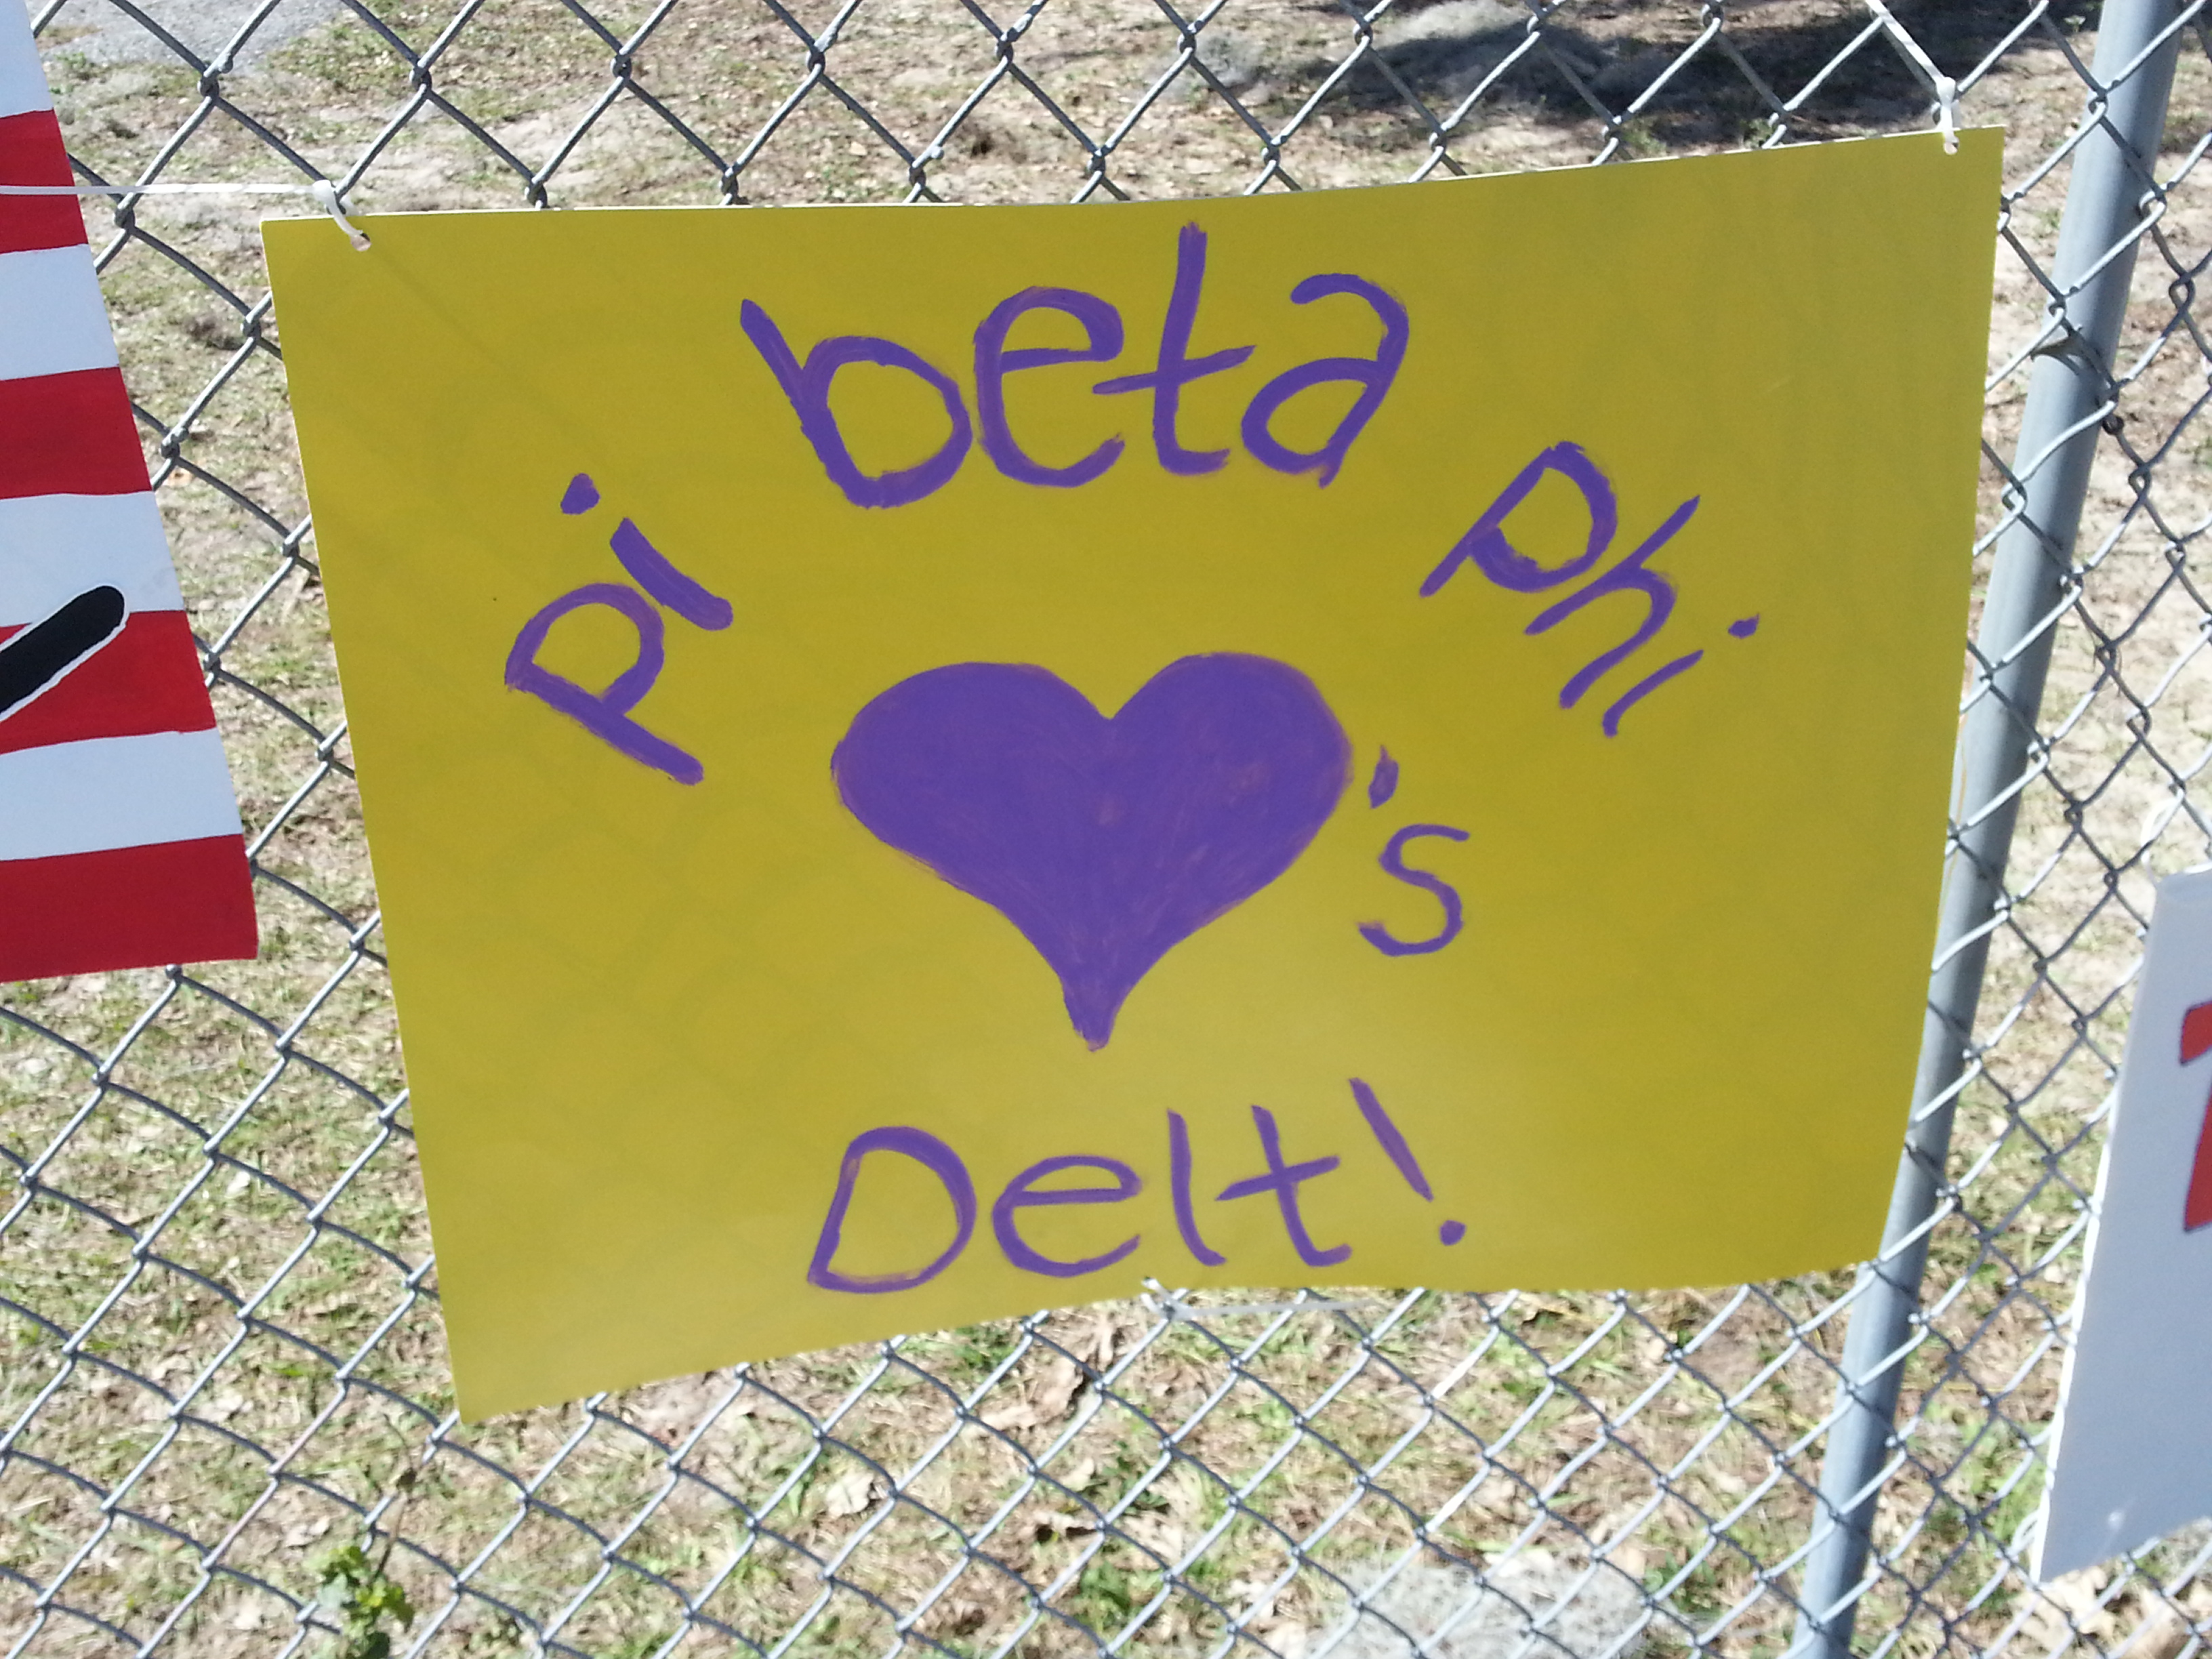 pi beta phi
♥'s
Delt!